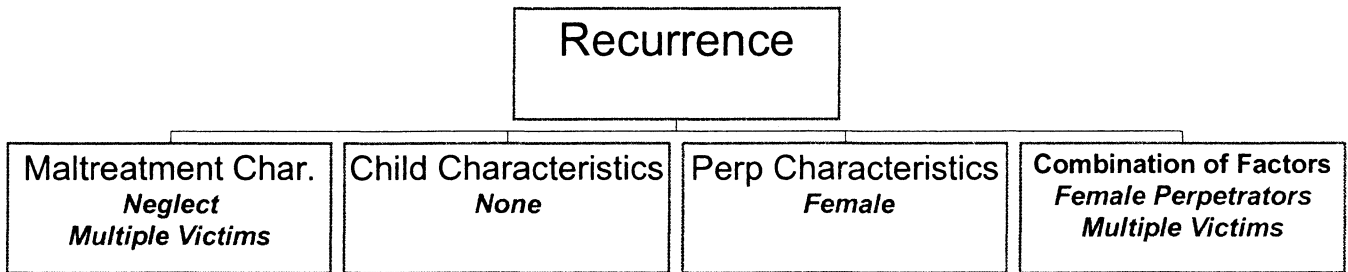 Recurrence
Maltreatment Char.
Neglect
Multiple Victims
Child Characteristics
None
Perp Characteristics
Female
Combination of Factors
Female Perpetrators
Multiple Victims